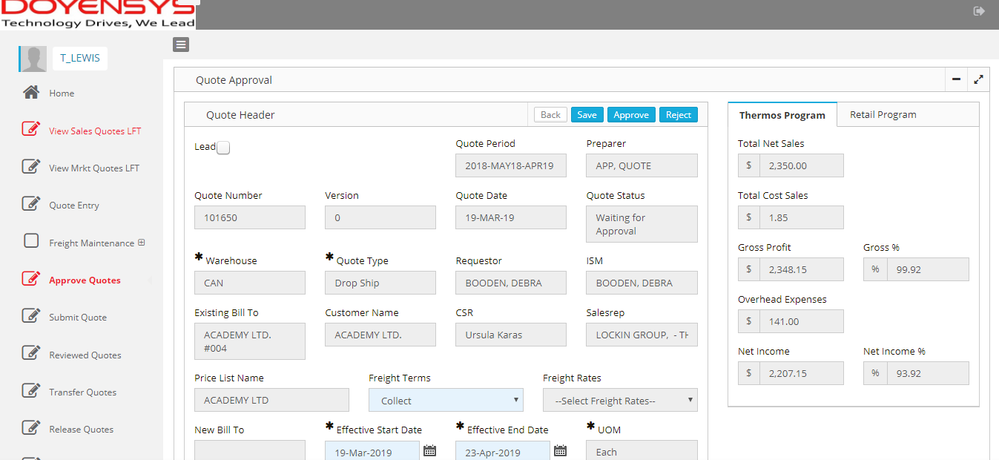 DOYENSYS
Technology Drives, We Lead
T_LEWIS
Home
View Sales Quotes LFT
View Mrkt Quotes LFT
Quote Entry
Freight Maintenance
Approve Quotes
Submit Quote
Reviewed Quotes
Transfer Quotes
Release Quotes
Quote Approval
Quote Header
Back Save Approve Reject
Lead
Quote Period Preparer
2018-MAY18-APR19 APP, QUOTE
Quote Number Version Quote Date Quote Status
101650 0 19-MAR-19 Waiting for
Approval
* Warehouse * Quote Type Requestor ISM
CAN Drop Ship BOODEN, DEBRA BOODEN, DEBRA
Existing Bill To Customer Name CSR Salesrep
ACADEMY LTD. ACADEMY LTD. Ursula Karas LOCKIN GROUP, - TH
#004
Price List Name Freight Terms Freight Rates
ACADEMY LTD Collect --Select Freight Rates--
New Bill To * Effective Start Date * Effective End Date * UOM
19-Mar-2019 23-Apr-2019 Each
Thermos Program Retail Program
Total Net Sales
$ 2,350.00
Total Cost Sales
$ 1.85
Gross Profit Gross %
$ 2,348.15 % 99.92
Overhead Expenses
$ 141.00
Net Income Net Income %
$ 2,207.15 % 93.92